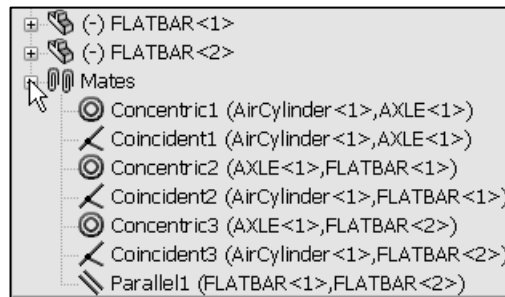 (-) FLATBAR<1>
(-) FLATBAR<2>
Mates
Concentric1 (AirCylinder<1>,AXLE<1>)
Coincident1 (AirCylinder<1>,AXLE<1>)
Concentric2 (AXLE<1>,FLATBAR<1>)
Coincident2 (AirCylinder<1>,FLATBAR<1>)
Concentric3 (AXLE<1>,FLATBAR<2>)
Coincident3 (AirCylinder<1>,FLATBAR<2>)
Parallel1 (FLATBAR<1>,FLATBAR<2>)